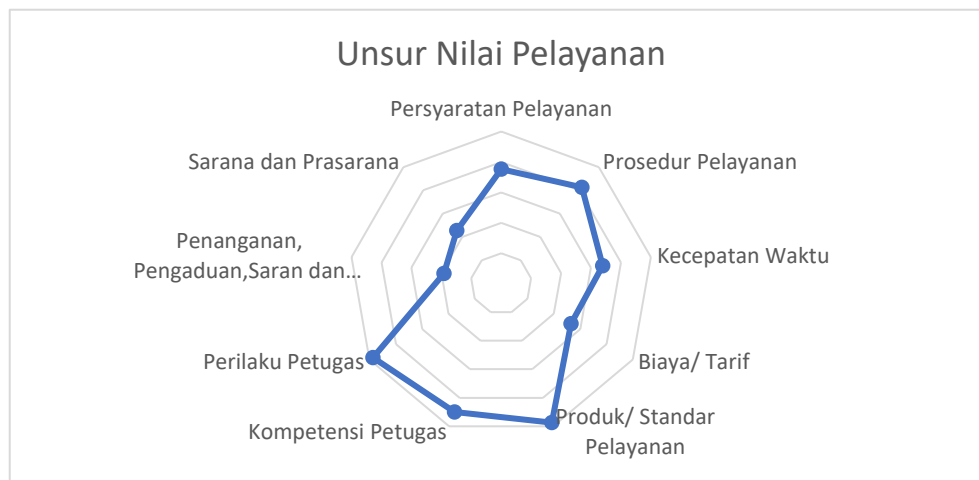 Unsur Nilai Pelayanan
Persyaratan Pelayanan
Prosedur Pelayanan
Kecepatan Waktu
Biaya/ Tarif
Produk/ Standar
Pelayanan
Kompetensi Petugas
Perilaku Petugas
Penanganan,
Pengaduan,Saran dan...
Sarana dan Prasarana